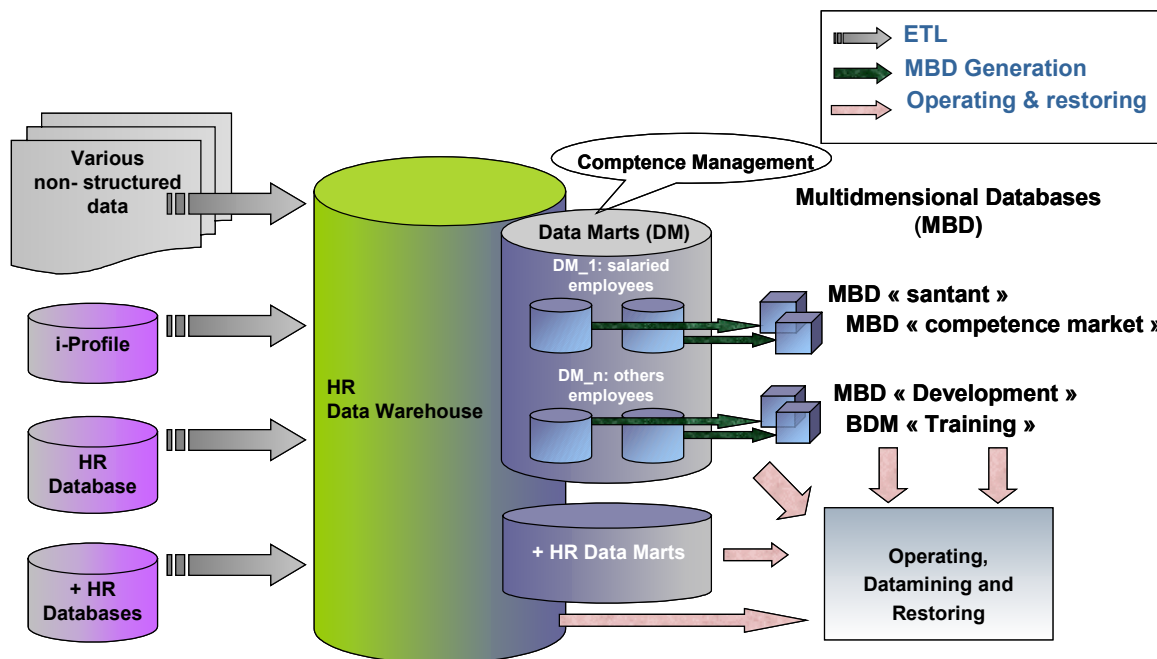 ETL
MBD Generation
Operating & restoring
Various
non- structured
data
Comptence Management
Multidmensional Databases
(MBD)
Data Marts (DM)
DM_1: salaried
employees
MBD « santant »
MBD « competence market »
i-Profile
HR
Data Warehouse
DM_n: others
employees
MBD « Development »
BDM « Training »
HR
Database
+ HR Data Marts
Operating,
Datamining and
Restoring
+ HR
Databases